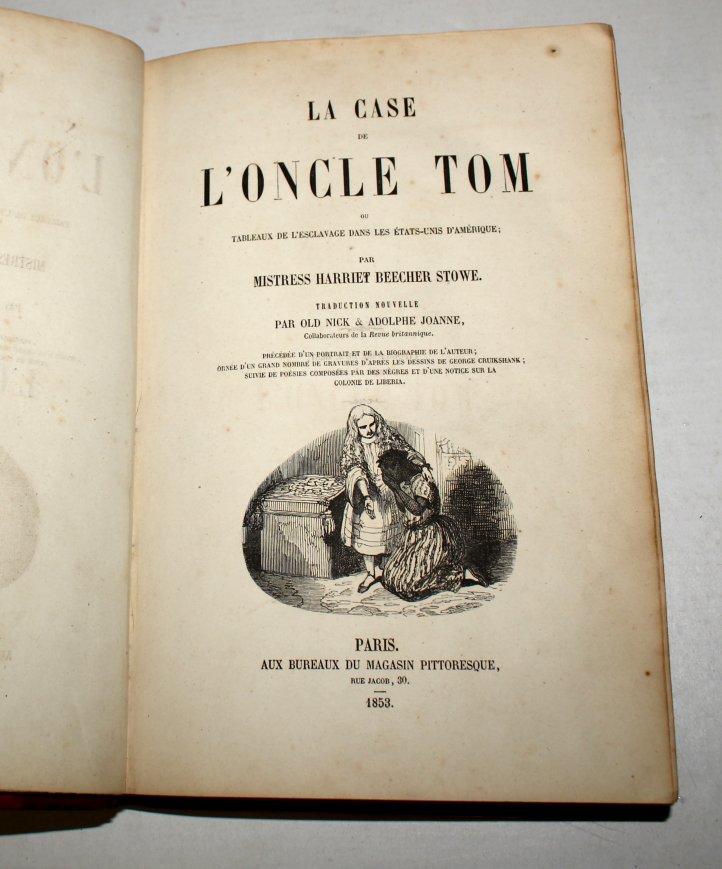 LA CASE
DE
L'ONCLE TOM
OU
TABLEAUX DE L'ESCLAVAGE DANS LES ÉTATS-UNIS D'AMÉRIQUE;
PAR
MISTRESS HARRIET BEECHER STOWE.
TRADUCTION NOUVELLE
PAR OLD NICK & ADOLPHE JOANNE,
Collaborateurs de la Revue britannique.
PRÉCÉDÉE D'UN PORTRAIT ET DE LA BIOGRAPHIE DE L'AUTEUR;
ORNÉE D'UN GRAND NOMBRE DE GRAVURES D'APRÈS LES DESSINS DE GEORGE CRUIKSHANK;
SUIVIE DE POÉSIES COMPOSÉES PAR DES NÈGRES ET D'UNE NOTICE SUR LA
COLONIE DE LIBERIA.
PARIS.
AUX BUREAUX DU MAGASIN PITTORESQUE,
RUE JACOB, 30.
1853.